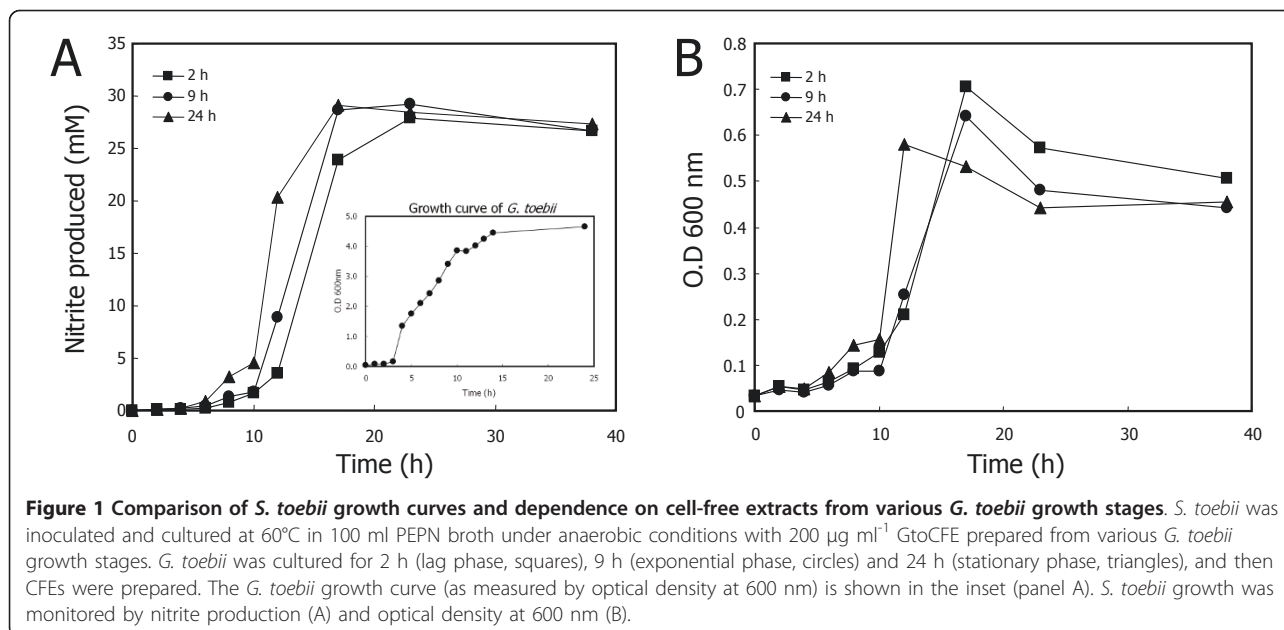 A
35
30
25
20
15
10
5
0
Nitrite produced (mM)
2 h
9 h
24 h
Growth curve of G. toebii
5.0
4.0
3.0
2.0
1.0
0.0
O.D 600nm
0 5 10 15 20 25
Time (h)
0 10 20 30 40
Time (h)
B
0.8
0.7
0.6
0.5
0.4
0.3
0.2
0.1
0
O.D 600 nm
2 h
9 h
24 h
0 10 20 30 40
Time (h)
Figure 1 Comparison of S. toebii growth curves and dependence on cell-free extracts from various G. toebii growth stages. S. toebii was
inoculated and cultured at 60°C in 100 ml PEPN broth under anaerobic conditions with 200 μg ml⁻¹ GtoCFE prepared from various G. toebii
growth stages. G. toebii was cultured for 2 h (lag phase, squares), 9 h (exponential phase, circles) and 24 h (stationary phase, triangles), and then
CFEs were prepared. The G. toebii growth curve (as measured by optical density at 600 nm) is shown in the inset (panel A). S. toebii growth was
monitored by nitrite production (A) and optical density at 600 nm (B).